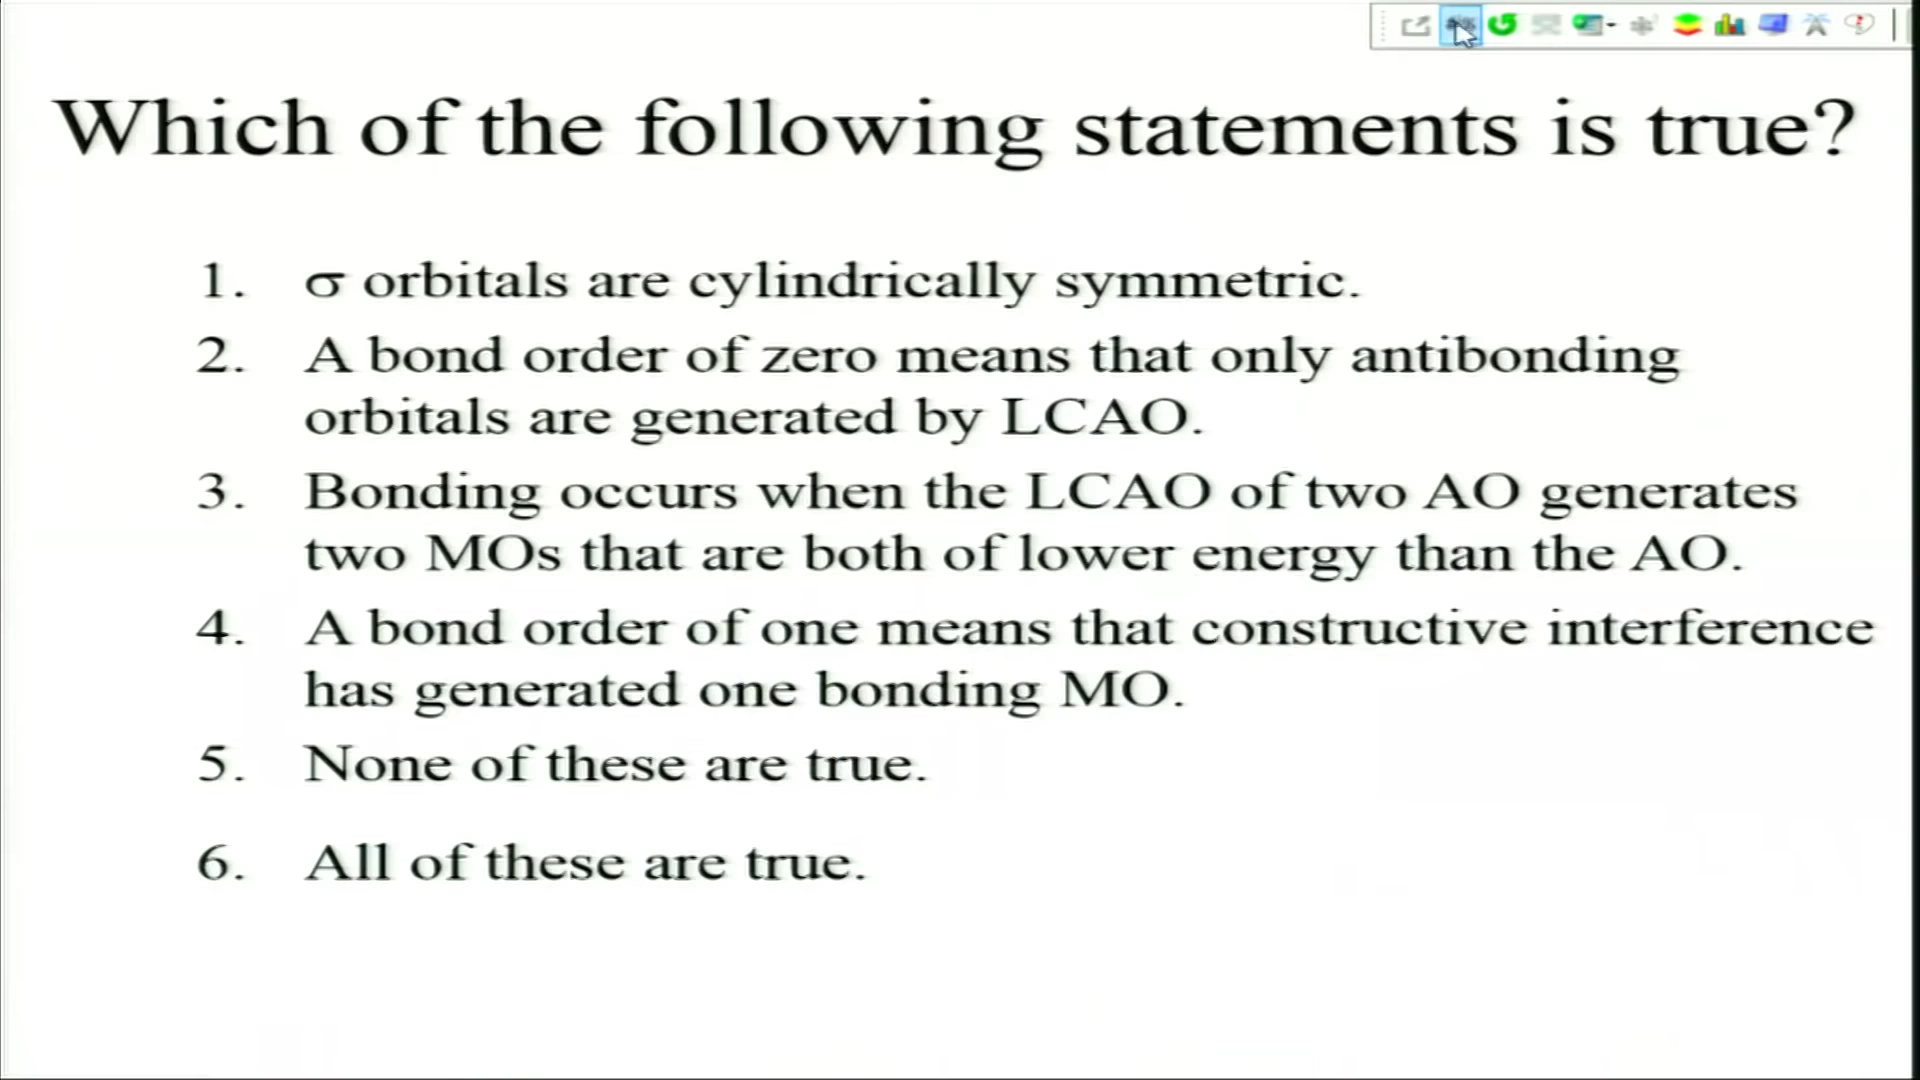 Which of the following statements is true?
1. σ orbitals are cylindrically symmetric.
2. A bond order of zero means that only antibonding
orbitals are generated by LCAO.
3. Bonding occurs when the LCAO of two AO generates
two MOs that are both of lower energy than the AO.
4. A bond order of one means that constructive interference
has generated one bonding MO.
5. None of these are true.
6. All of these are true.